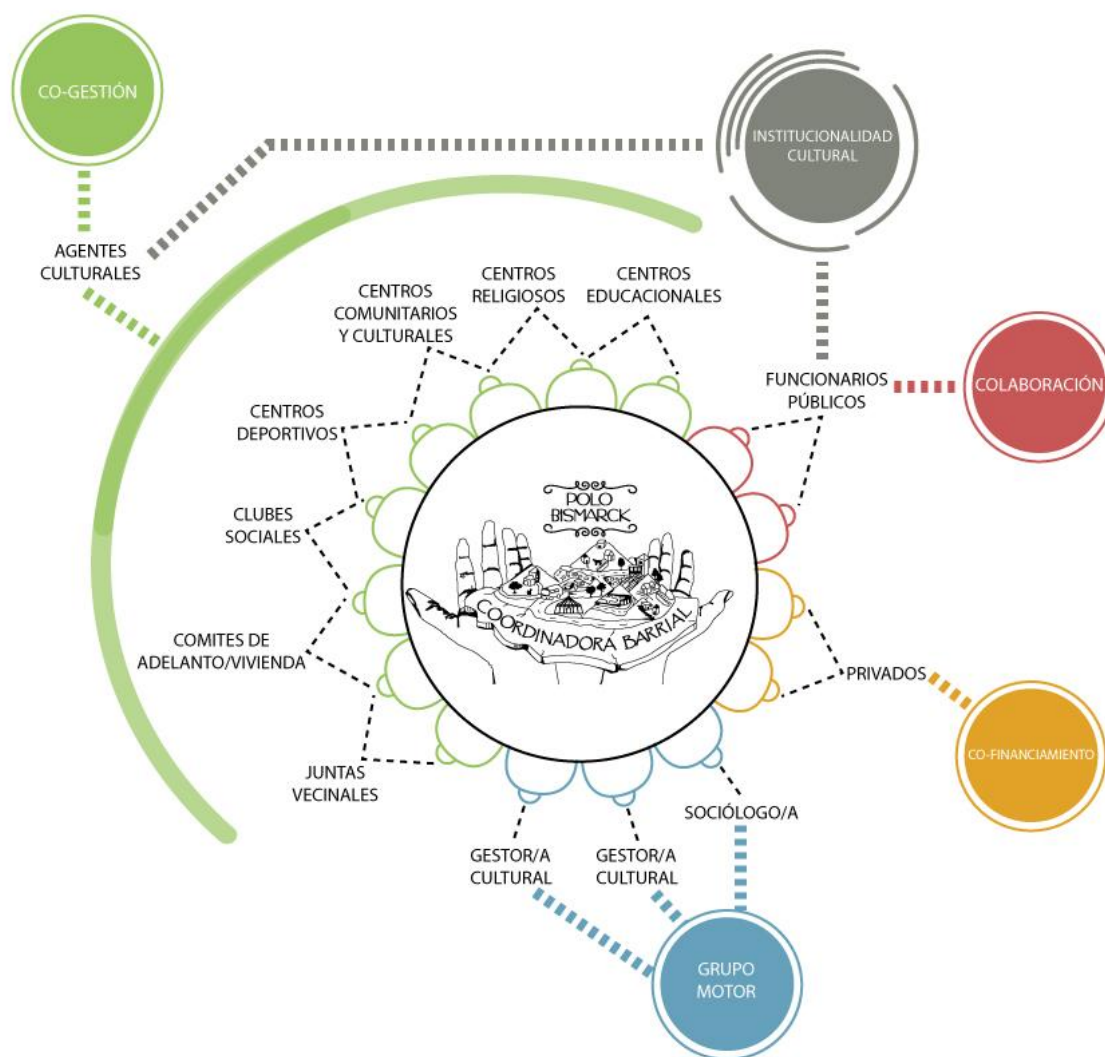 CO-GESTIÓN
INSTITUCIONALIDAD
CULTURAL
AGENTES
CULTURALES
CENTROS
RELIGIOSOS
CENTROS
EDUCACIONALES
CENTROS
COMUNITARIOS
Y CULTURALES
FUNCIONARIOS
PÚBLICOS
COLABORACIÓN
CENTROS
DEPORTIVOS
POLO
BISMARCK
CLUBES
SOCIALES
COORDINADORA BARRIAL
COMITES DE
ADELANTO/VIVIENDA
PRIVADOS
CO-FINANCIAMIENTO
JUNTAS
VECINALES
SOCIÓLOGO/A
GESTOR/A
CULTURAL
GESTOR/A
CULTURAL
GRUPO
MOTOR